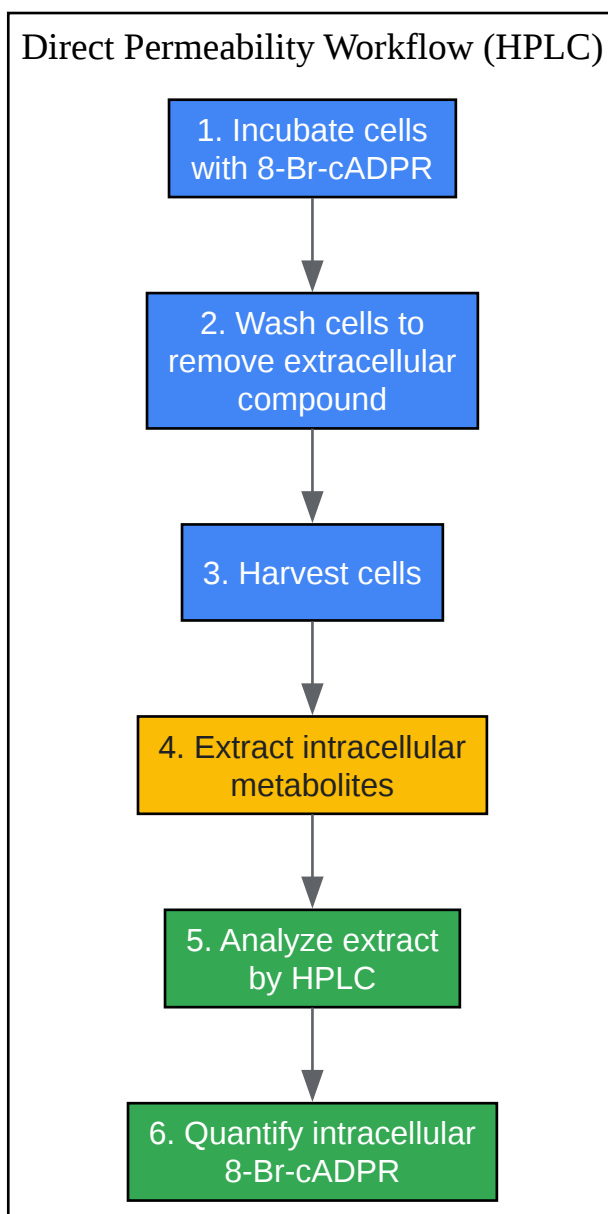 Direct Permeability Workflow (HPLC)
1. Incubate cells
with 8-Br-cADPR
2. Wash cells to
remove extracellular
compound
3. Harvest cells
4. Extract intracellular
metabolites
5. Analyze extract
by HPLC
6. Quantify intracellular
8-Br-cADPR